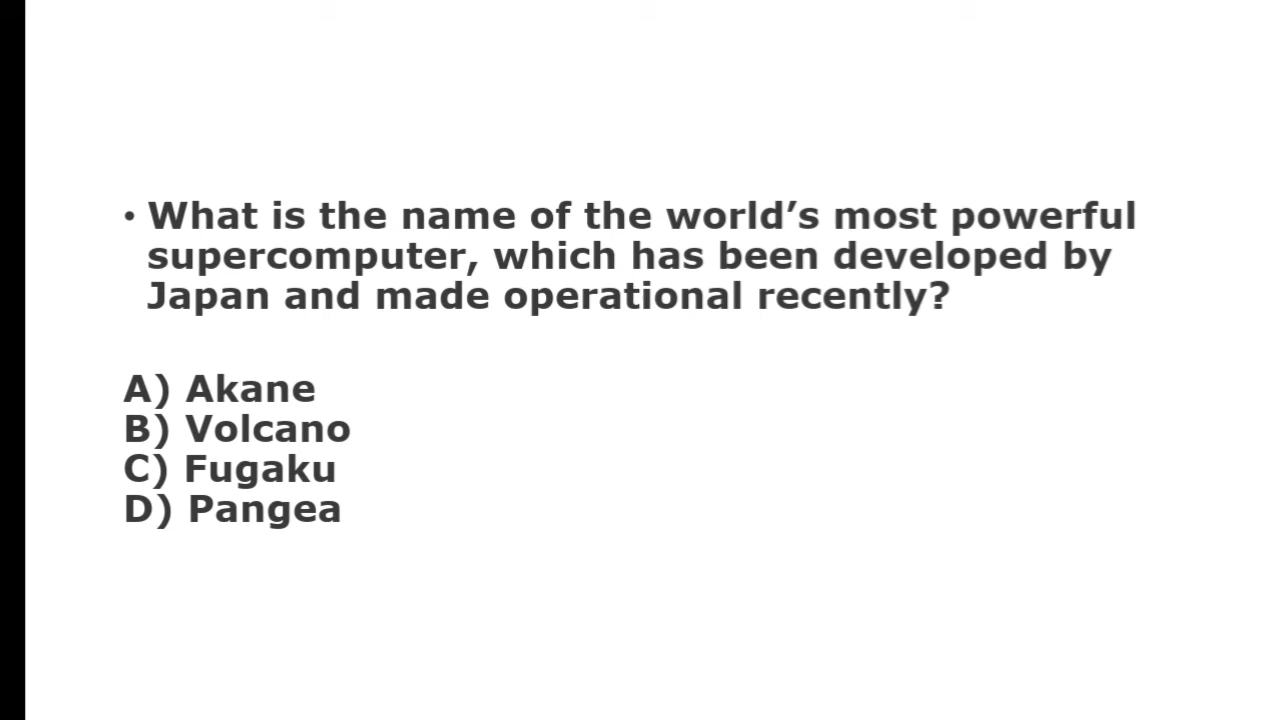 • What is the name of the world’s most powerful
supercomputer, which has been developed by
Japan and made operational recently?
A) Akane
B) Volcano
C) Fugaku
D) Pangea